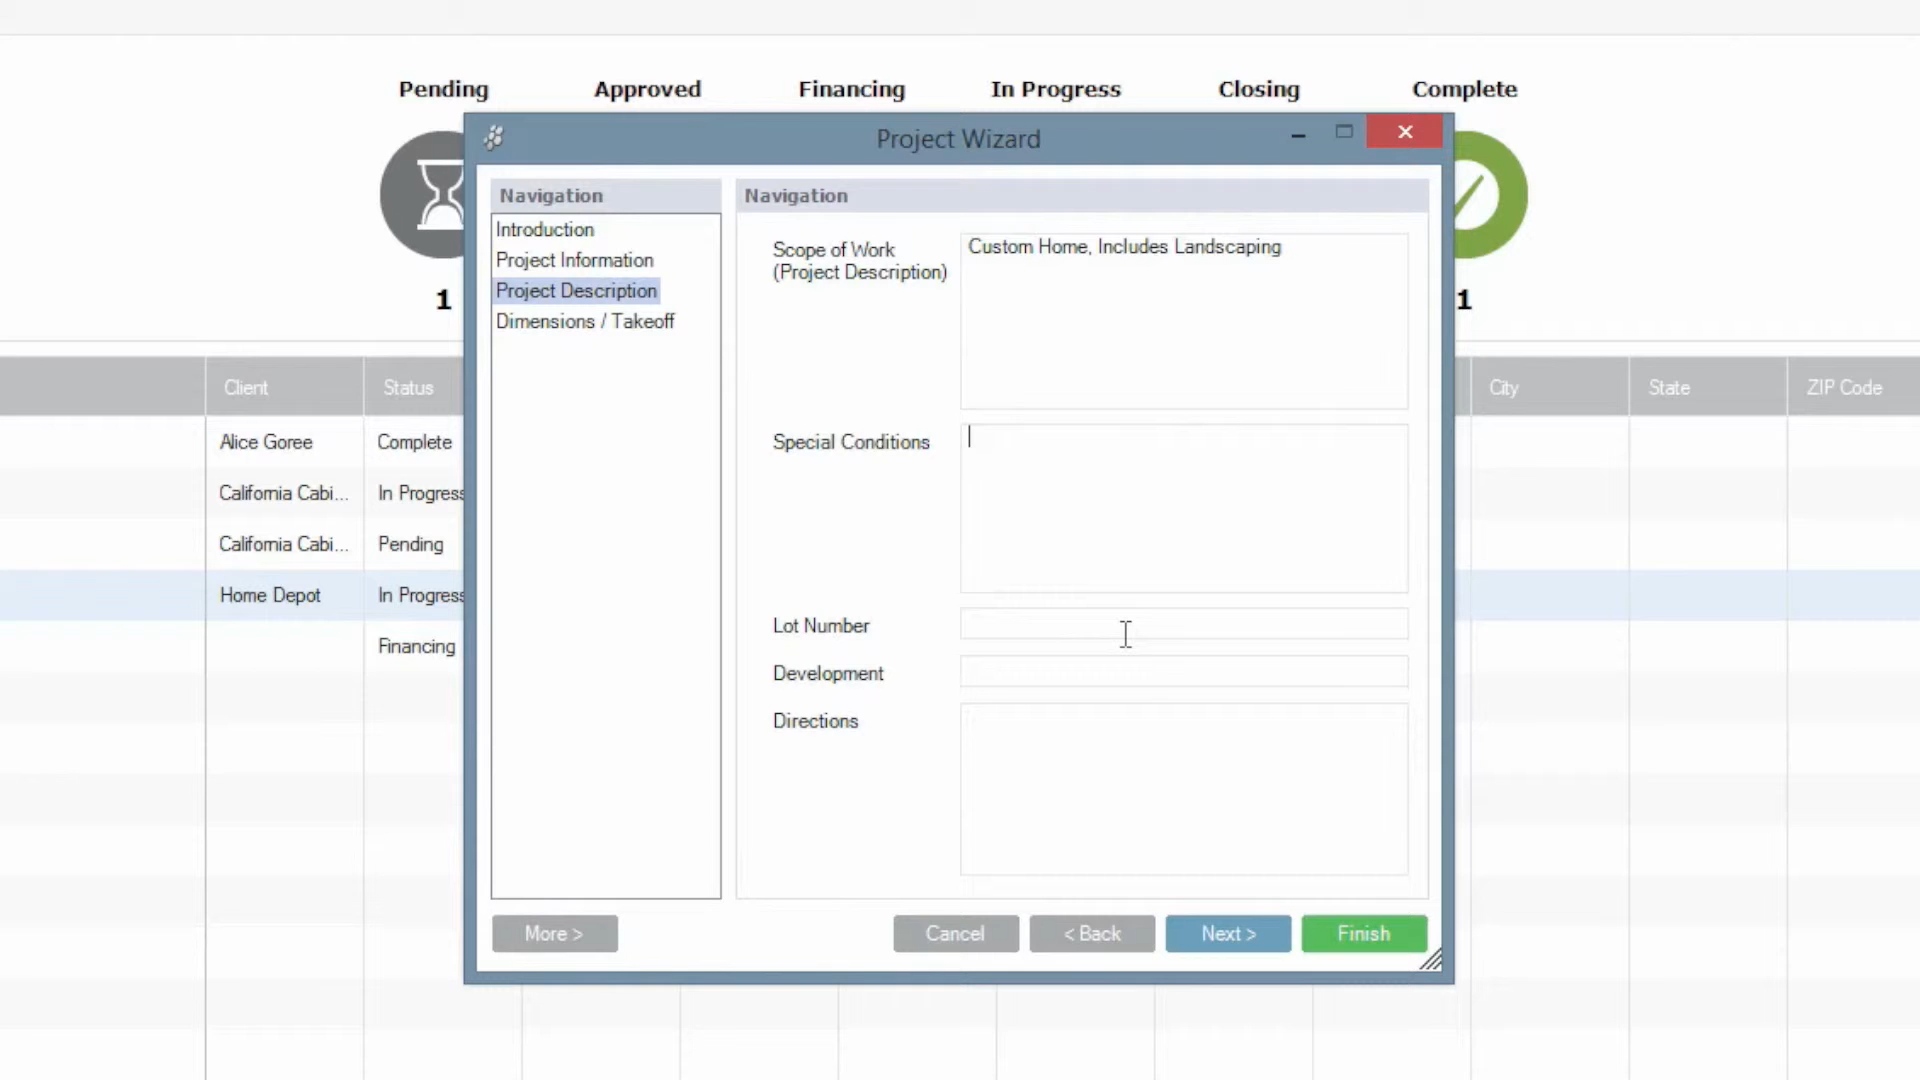 Pending Approved Financing In Progress Closing Complete
Project Wizard
Navigation
Introduction
Project Information
Project Description
Dimensions / Takeoff
Navigation
Scope of Work
(Project Description)
Custom Home, Includes Landscaping
Special Conditions
Lot Number
Development
Directions
More > Cancel < Back Next > Finish
1 1
Client Status City State ZIP Code
Alice Goree Complete
California Cabi... In Progress
California Cabi... Pending
Home Depot In Progress
Financing